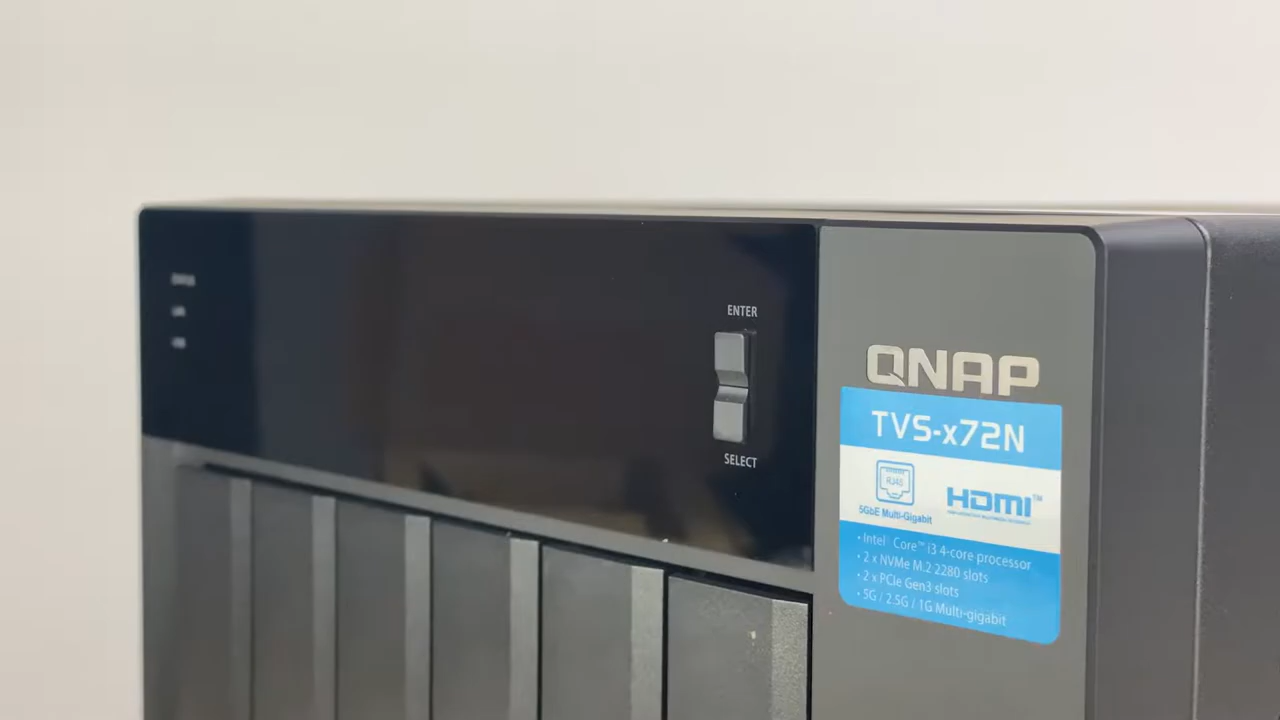 ENTER
SELECT
QNAP
TVS-x72N
RJ45
5GbE Multi-Gigabit
HDMI™
• Intel® Core™ i3 4-core processor
• 2 x NVMe M.2 2280 slots
• 2 x PCIe Gen3 slots
• 5G / 2.5G / 1G Multi-gigabit